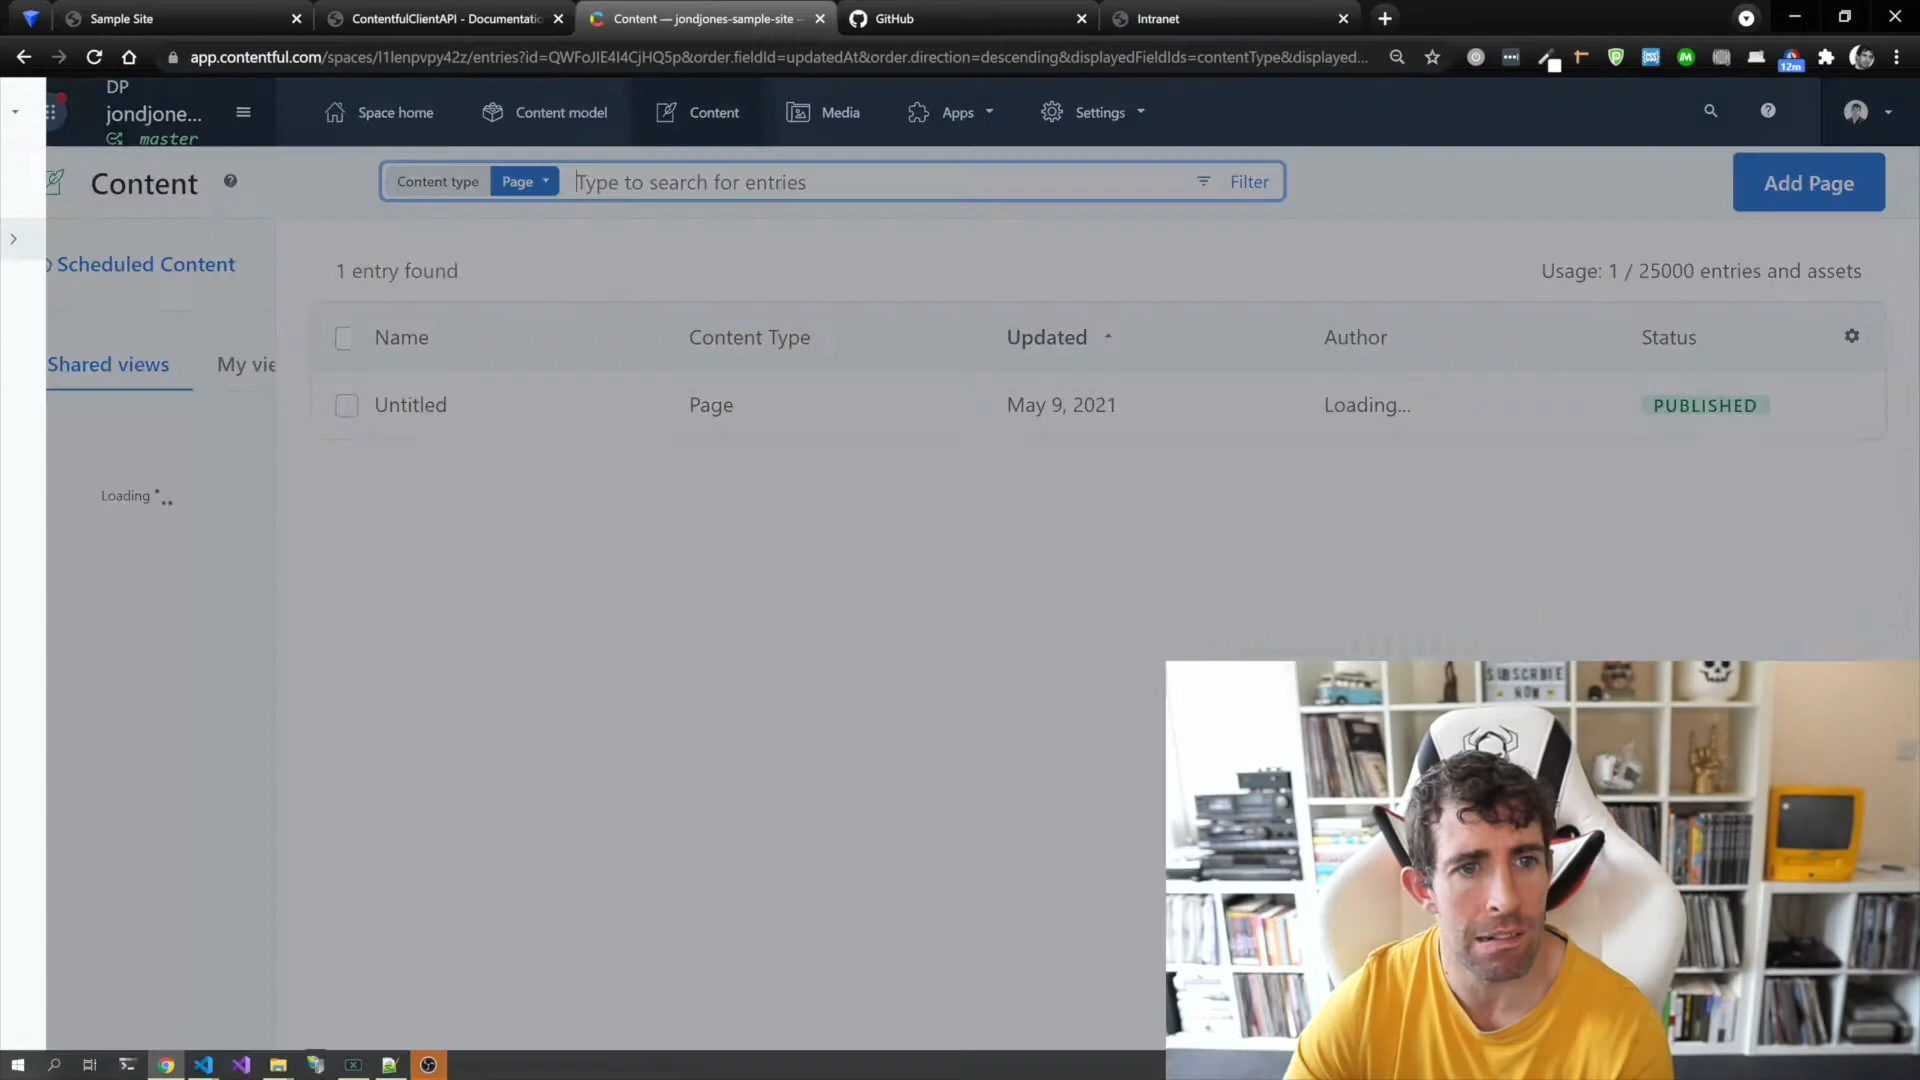 Sample Site
ContentfulClientAPI - Documentatio
Content — jondjones-sample-site –
GitHub
Intranet
app.contentful.com/spaces/l1lenpvpy42z/entries?id=QWFoJIE4I4CjHQ5p&order.fieldId=updatedAt&order.direction=descending&displayedFieldIds=contentType&displayed...
12m
DP
jondjone...
master
Space home
Content model
Content
Media
Apps
Settings
Content
Content type
Page
Type to search for entries
Filter
Add Page
Scheduled Content
1 entry found
Usage: 1 / 25000 entries and assets
Name
Content Type
Updated
Author
Status
Shared views
My vie
Untitled
Page
May 9, 2021
Loading...
PUBLISHED
Loading
SUBSCRBIE
NOW